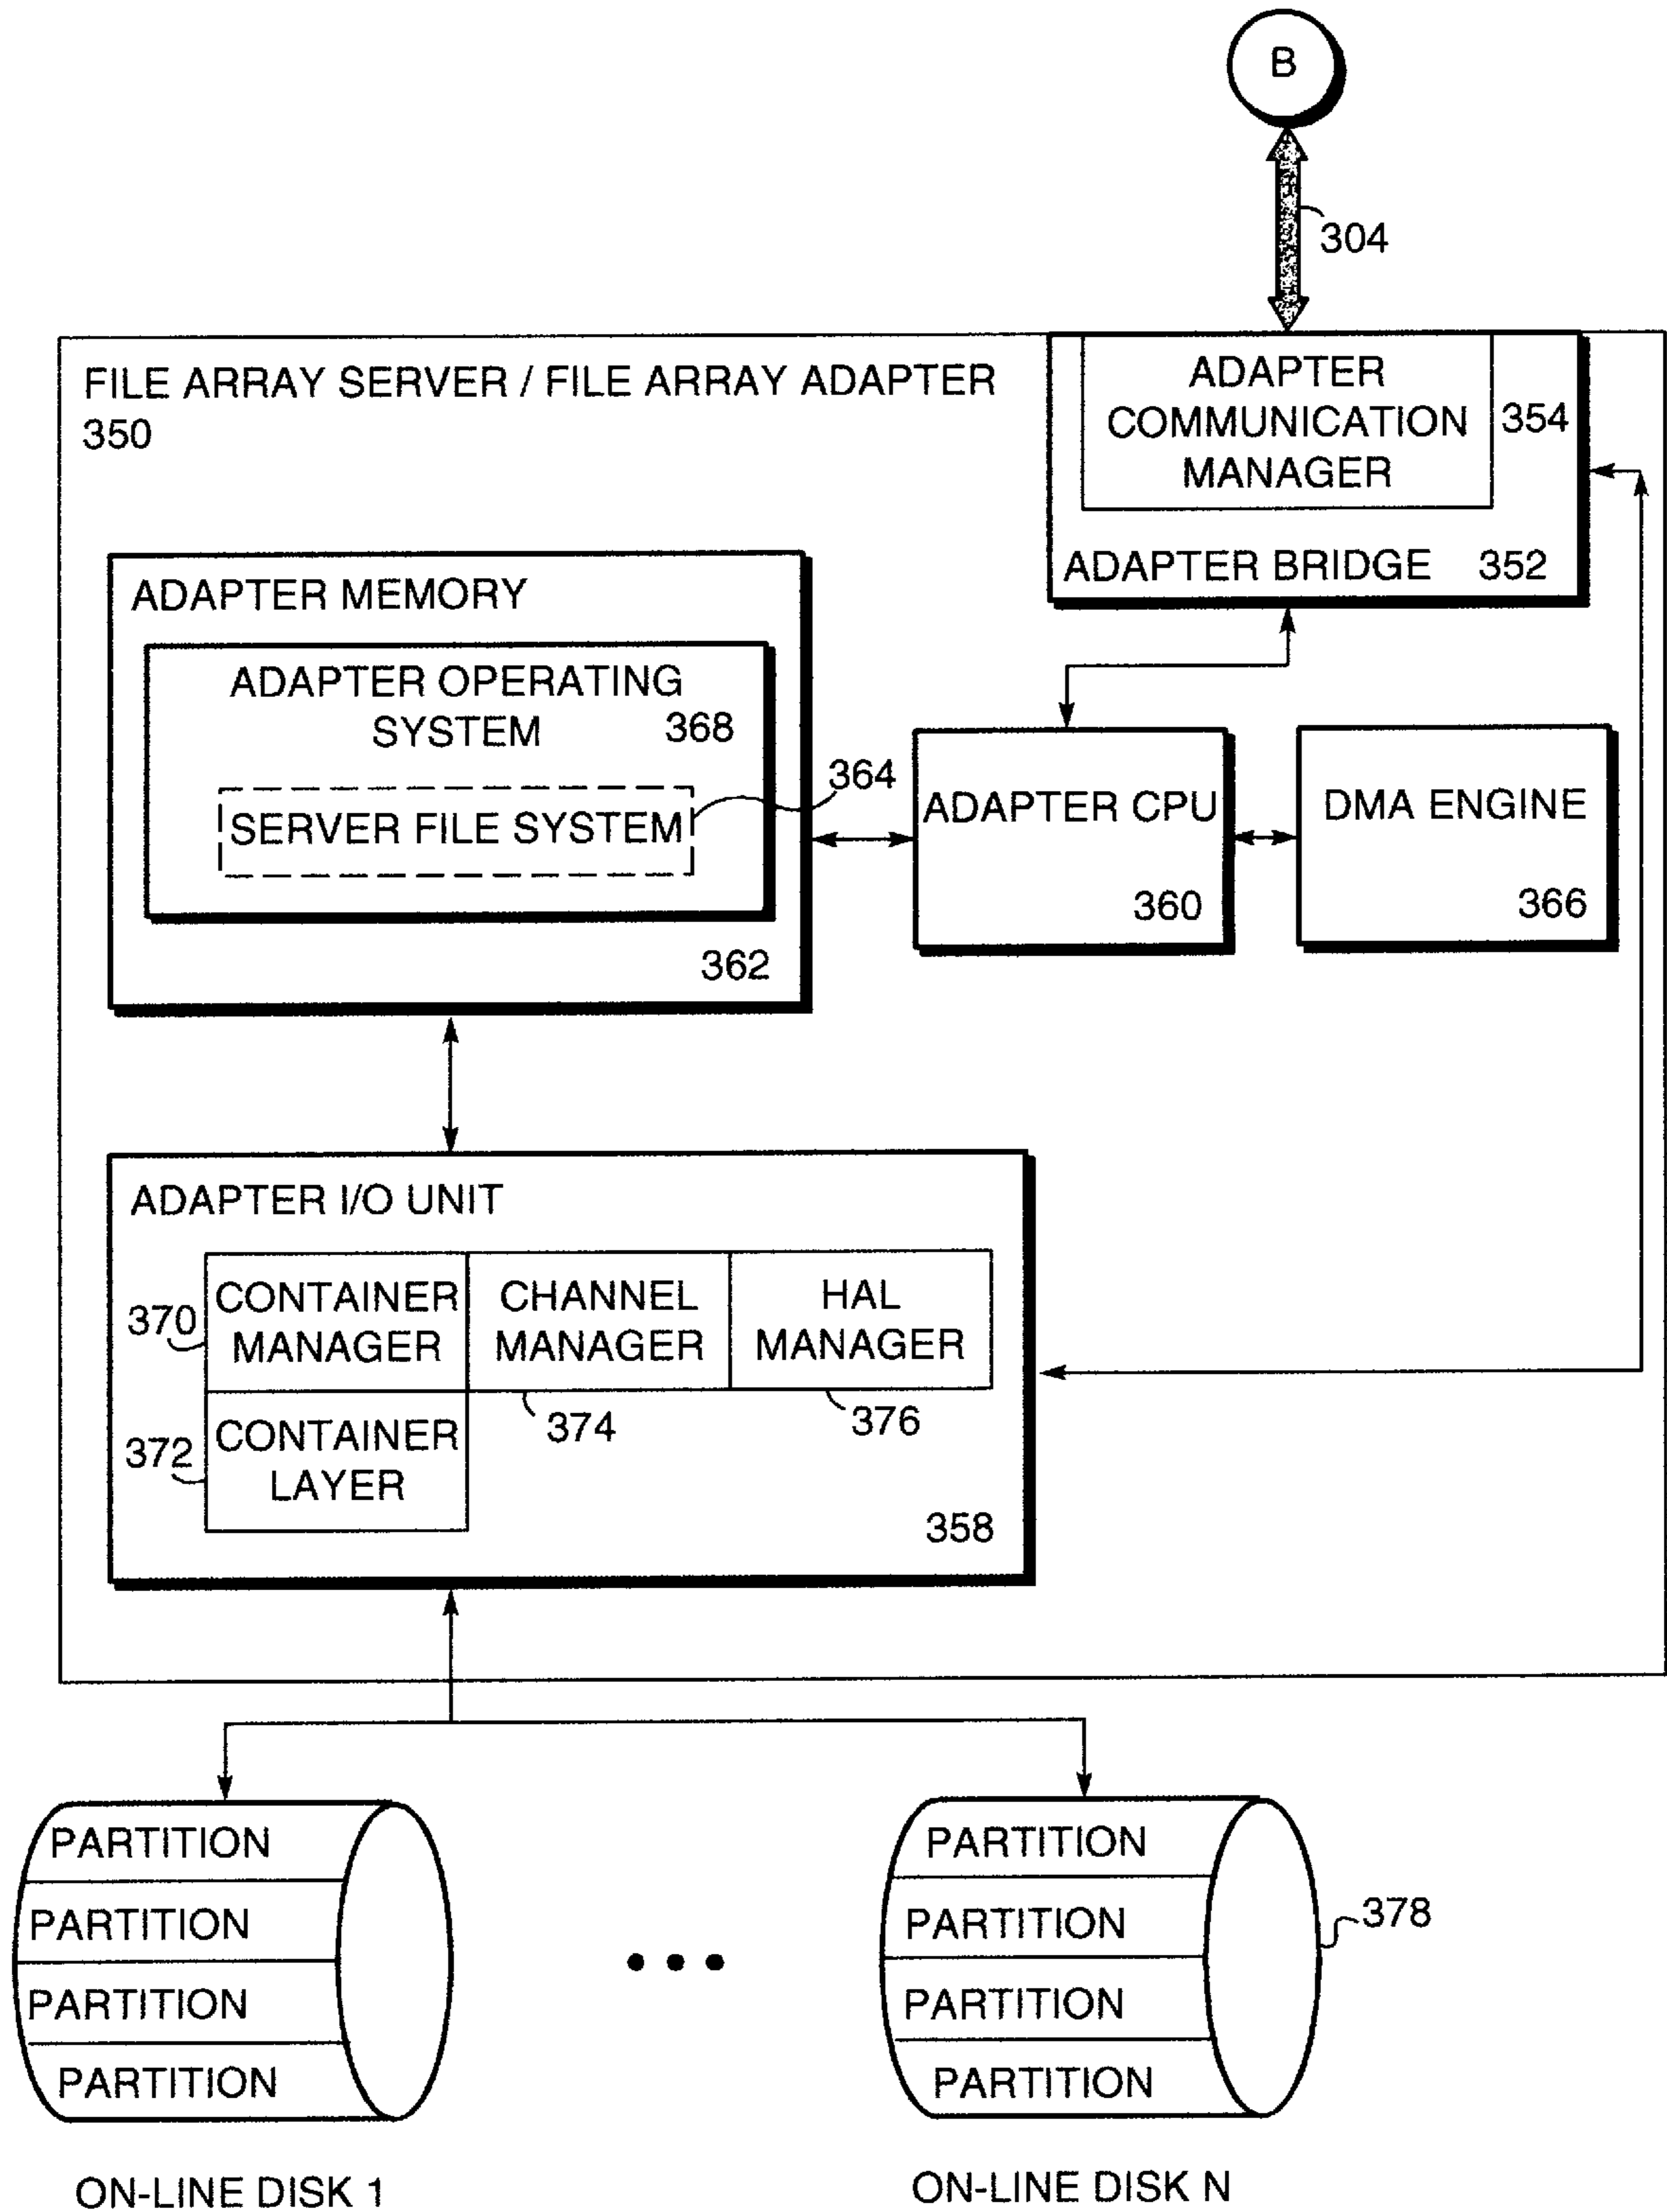 B
304
FILE ARRAY SERVER / FILE ARRAY ADAPTER
350
ADAPTER
COMMUNICATION
MANAGER
354
ADAPTER BRIDGE 352
ADAPTER MEMORY
ADAPTER OPERATING
SYSTEM 368
SERVER FILE SYSTEM
364
362
ADAPTER CPU
360
DMA ENGINE
366
ADAPTER I/O UNIT
370
CONTAINER
MANAGER
CHANNEL
MANAGER
HAL
MANAGER
374
376
372
CONTAINER
LAYER
358
PARTITION
PARTITION
PARTITION
PARTITION
ON-LINE DISK 1
PARTITION
PARTITION
PARTITION
PARTITION
378
ON-LINE DISK N